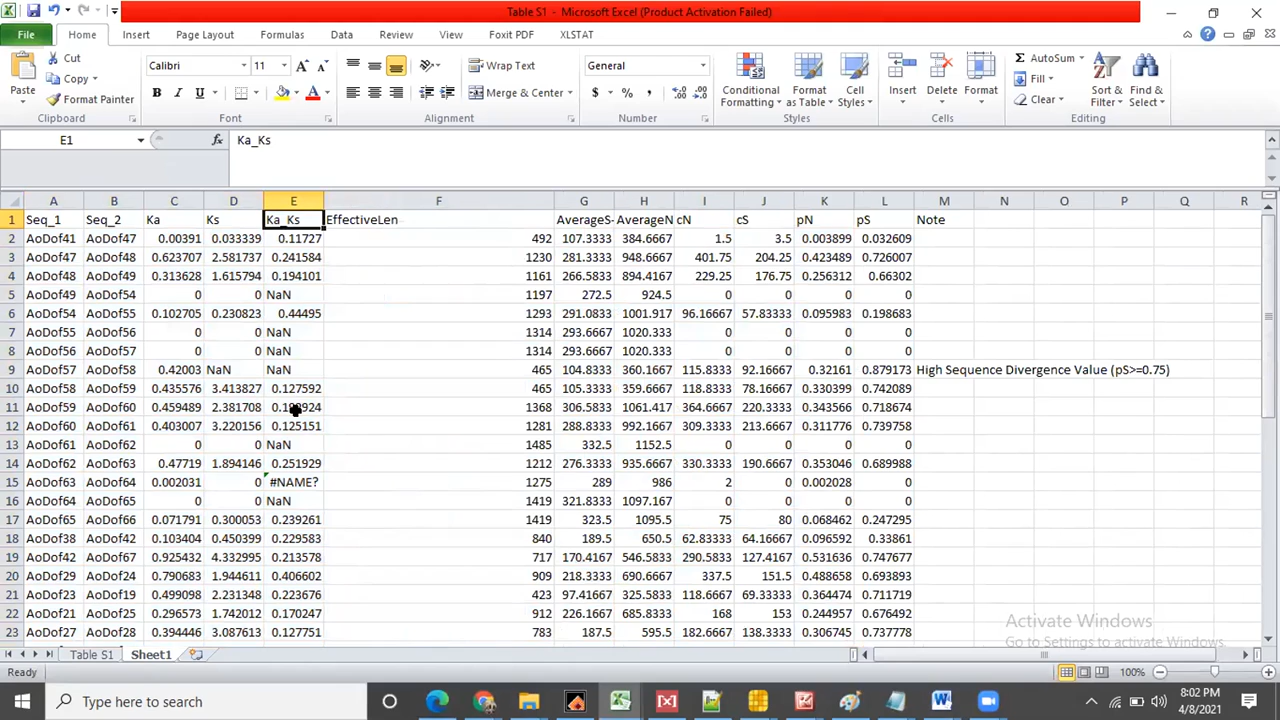 Table S1 - Microsoft Excel (Product Activation Failed)
File Home Insert Page Layout Formulas Data Review View Foxit PDF XLSTAT
Cut
Copy
Format Painter
Paste
Clipboard
Calibri 11
B I U
Font
Wrap Text
Merge & Center
Alignment
General
$ % ,
Number
Conditional Formatting
Format as Table
Cell Styles
Styles
Insert Delete Format
Cells
AutoSum
Fill
Clear
Sort & Filter
Find & Select
Editing
E1 fx Ka_Ks
A B C D E F G H I J K L M N O P Q R
1 Seq_1 Seq_2 Ka Ks Ka_Ks EffectiveLen AverageS- AverageN cN cS pN pS Note
2 AoDof41 AoDof47 0.00391 0.033339 0.11727 492 107.3333 384.6667 1.5 3.5 0.003899 0.032609
3 AoDof47 AoDof48 0.623707 2.581737 0.241584 1230 281.3333 948.6667 401.75 204.25 0.423489 0.726007
4 AoDof48 AoDof49 0.313628 1.615794 0.194101 1161 266.5833 894.4167 229.25 176.75 0.256312 0.66302
5 AoDof49 AoDof54 0 0 NaN 1197 272.5 924.5 0 0 0 0
6 AoDof54 AoDof55 0.102705 0.230823 0.44495 1293 291.0833 1001.917 96.16667 57.83333 0.095983 0.198683
7 AoDof55 AoDof56 0 0 NaN 1314 293.6667 1020.333 0 0 0 0
8 AoDof56 AoDof57 0 0 NaN 1314 293.6667 1020.333 0 0 0 0
9 AoDof57 AoDof58 0.42003 NaN NaN 465 104.8333 360.1667 115.8333 92.16667 0.32161 0.879173 High Sequence Divergence Value (pS>=0.75)
10 AoDof58 AoDof59 0.435576 3.413827 0.127592 465 105.3333 359.6667 118.8333 78.16667 0.330399 0.742089
11 AoDof59 AoDof60 0.459489 2.381708 1368 306.5833 1061.417 364.6667 220.3333 0.343566 0.718674
12 AoDof60 AoDof61 0.403007 3.220156 0.125151 1281 288.8333 992.1667 309.3333 213.6667 0.311776 0.739758
13 AoDof61 AoDof62 0 0 NaN 1485 332.5 1152.5 0 0 0 0
14 AoDof62 AoDof63 0.47719 1.894146 0.251929 1212 276.3333 935.6667 330.3333 190.6667 0.353046 0.689988
15 AoDof63 AoDof64 0.002031 0 #NAME? 1275 289 986 2 0 0.002028 0
16 AoDof64 AoDof65 0 0 NaN 1419 321.8333 1097.167 0 0 0 0
17 AoDof65 AoDof66 0.071791 0.300053 0.239261 1419 323.5 1095.5 75 80 0.068462 0.247295
18 AoDof38 AoDof42 0.103404 0.450399 0.229583 840 189.5 650.5 62.83333 64.16667 0.096592 0.33861
19 AoDof42 AoDof67 0.925432 4.332995 0.213578 717 170.4167 546.5833 290.5833 127.4167 0.531636 0.747677
20 AoDof29 AoDof24 0.790683 1.944611 0.406602 909 218.3333 690.6667 337.5 151.5 0.488658 0.693893
21 AoDof23 AoDof19 0.499098 2.231348 0.223676 423 97.41667 325.5833 118.6667 69.33333 0.364474 0.711719
22 AoDof21 AoDof25 0.296573 1.742012 0.170247 912 226.1667 685.8333 168 153 0.244957 0.676492
23 AoDof27 AoDof28 0.394446 3.087613 0.127751 783 187.5 595.5 182.6667 138.3333 0.306745 0.737778
Activate Windows
Go to Settings to activate Windows.
Table S1 Sheet1
Ready 100%
Type here to search
8:02 PM
4/8/2021